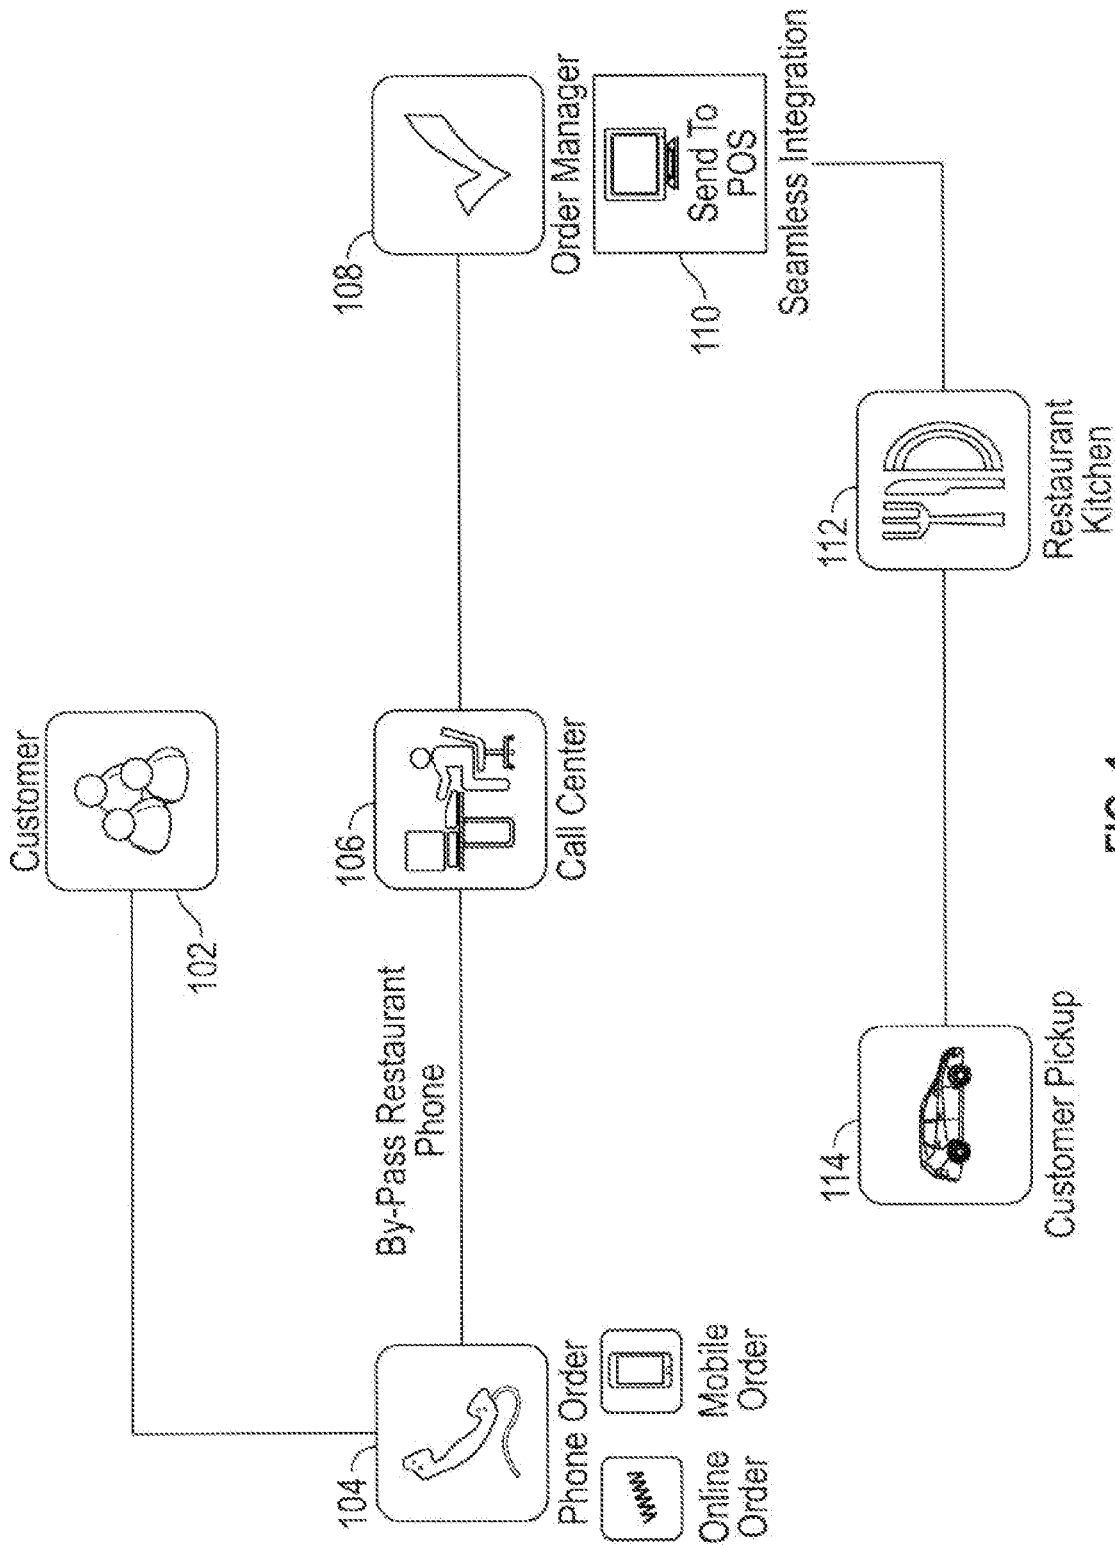 Customer
102
104
Phone Order
www
Online
Order
Mobile
Order
By-Pass Restaurant
Phone
106
Call Center
108
Order Manager
Send To
POS
110
Seamless Integration
112
Restaurant
Kitchen
114
Customer Pickup